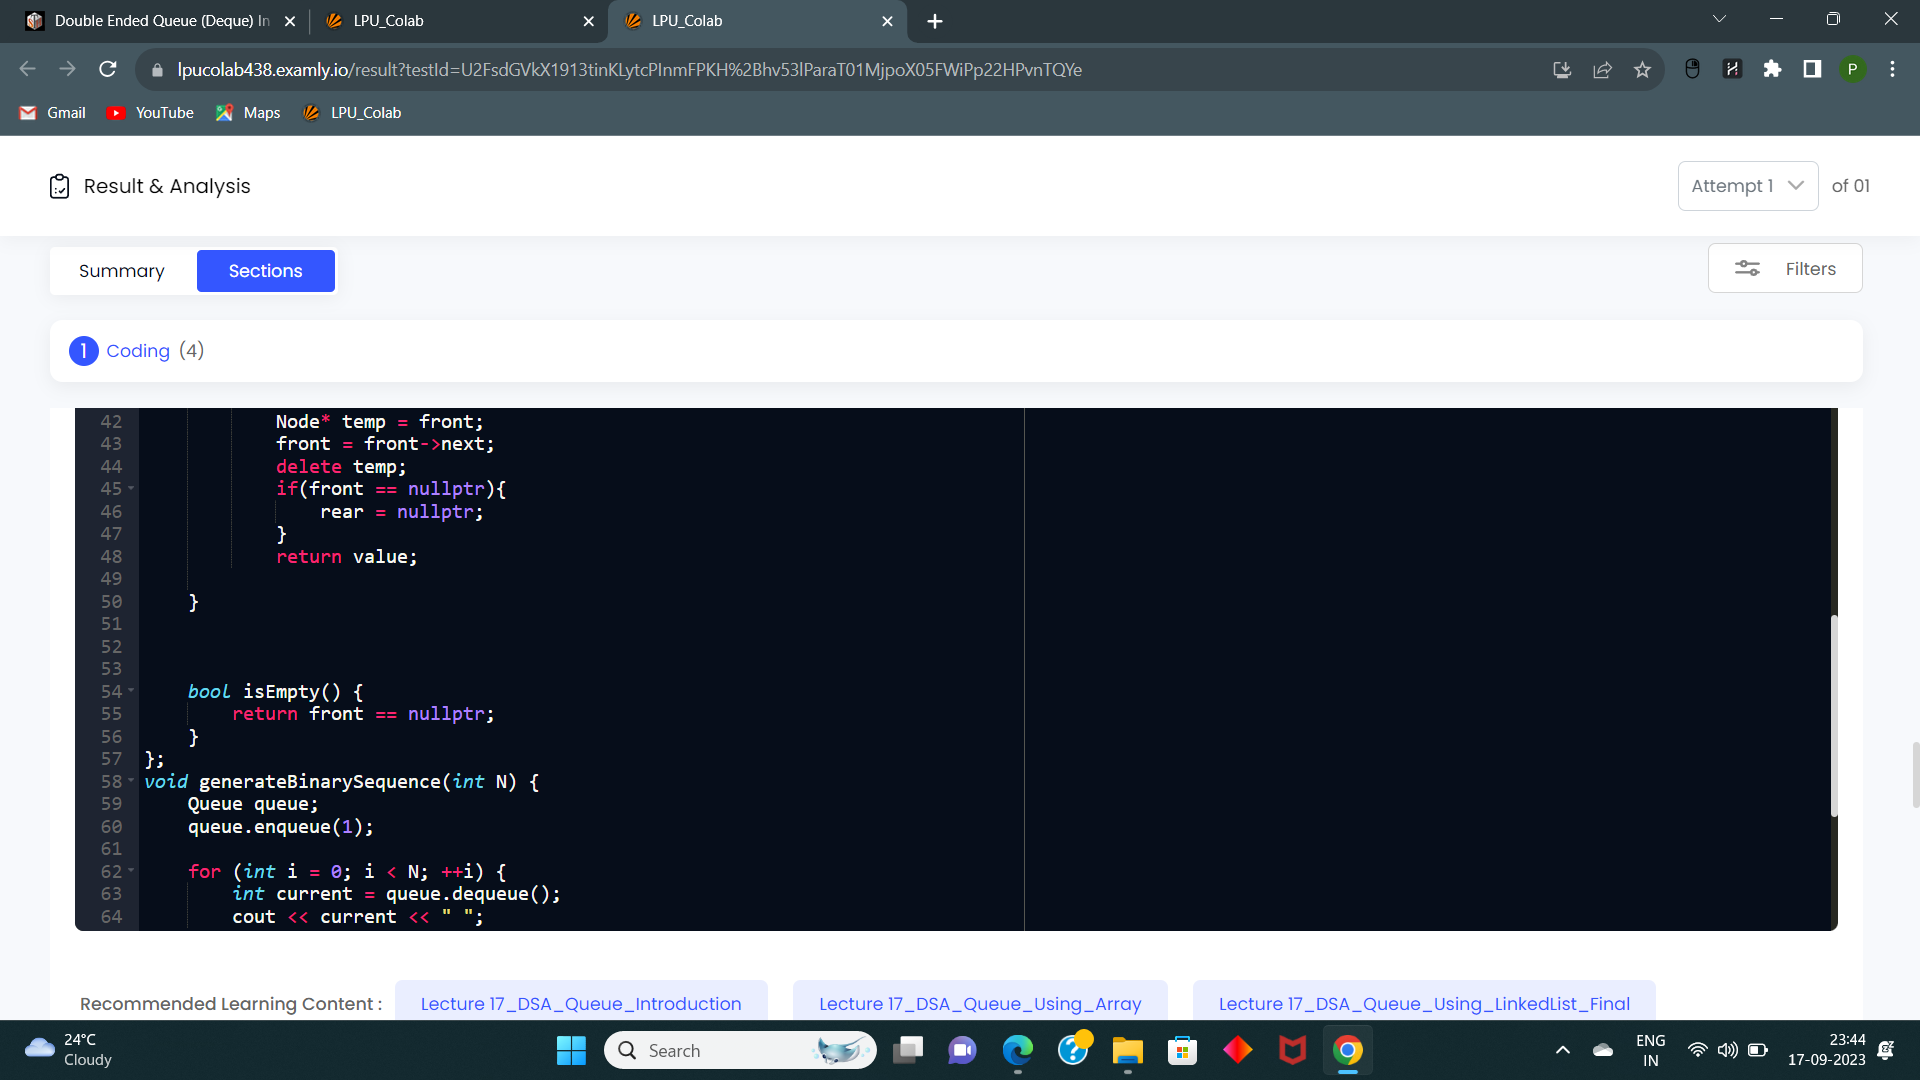 Double Ended Queue (Deque) In
LPU_Colab
LPU_Colab
lpucolab438.examly.io/result?testId=U2FsdGVkX1913tinKLytcPInmFPKH%2Bhv53lParaT01MjpoX05FWiPp22HPvnTQYe
P
Gmail
YouTube
Maps
LPU_Colab
Result & Analysis
Attempt 1
of 01
Summary
Sections
Filters
1 Coding (4)
42 Node* temp = front;
43 front = front->next;
44 delete temp;
45 if(front == nullptr){
46 rear = nullptr;
47 }
48 return value;
49
50 }
51
52
53
54 bool isEmpty() {
55 return front == nullptr;
56 }
57 };
58 void generateBinarySequence(int N) {
59 Queue queue;
60 queue.enqueue(1);
61
62 for (int i = 0; i < N; ++i) {
63 int current = queue.dequeue();
64 cout << current << " ";
Recommended Learning Content :
Lecture 17_DSA_Queue_Introduction
Lecture 17_DSA_Queue_Using_Array
Lecture 17_DSA_Queue_Using_LinkedList_Final
24°C
Cloudy
Search
ENG
IN
23:44
17-09-2023